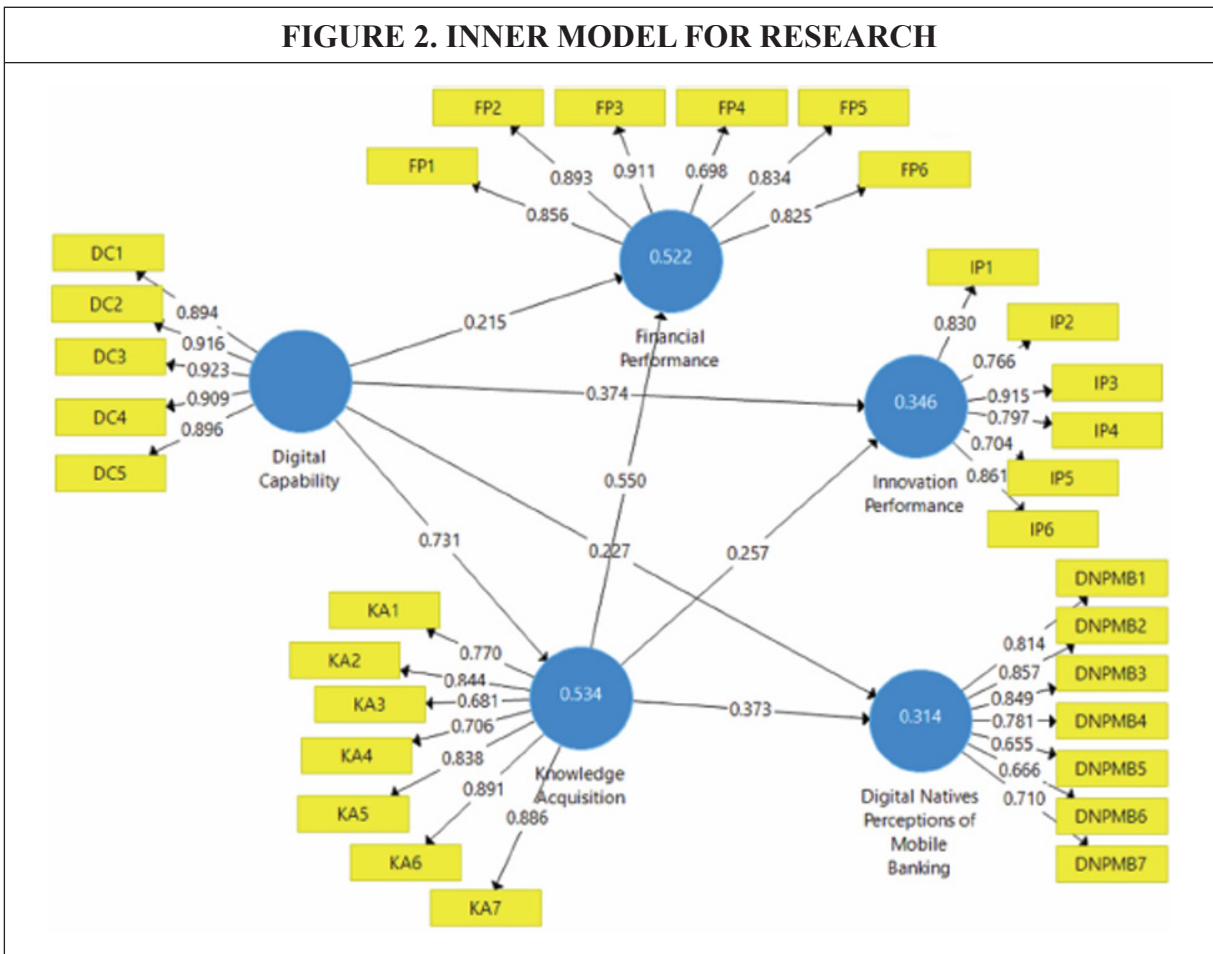 FIGURE 2. INNER MODEL FOR RESEARCH
FP2
FP3
FP4
FP5
FP1
FP6
0.856
0.893
0.911
0.698
0.834
0.825
0.522
Financial
Performance
DC1
DC2
DC3
DC4
DC5
0.894
0.916
0.923
0.909
0.896
Digital
Capability
0.215
0.374
0.731
0.227
0.550
0.257
0.373
IP1
IP2
IP3
IP4
IP5
IP6
0.830
0.766
0.915
0.797
0.704
0.861
0.346
Innovation
Performance
KA1
KA2
KA3
KA4
KA5
KA6
KA7
0.770
0.844
0.681
0.706
0.838
0.891
0.886
0.534
Knowledge
Acquisition
DNPMB1
DNPMB2
DNPMB3
DNPMB4
DNPMB5
DNPMB6
DNPMB7
0.814
0.857
0.849
0.781
0.655
0.666
0.710
0.314
Digital Natives
Perceptions of
Mobile
Banking